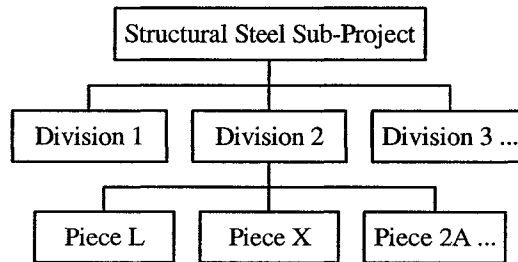 Structural Steel Sub-Project
Division 1
Division 2
Division 3 ...
Piece L
Piece X
Piece 2A ...